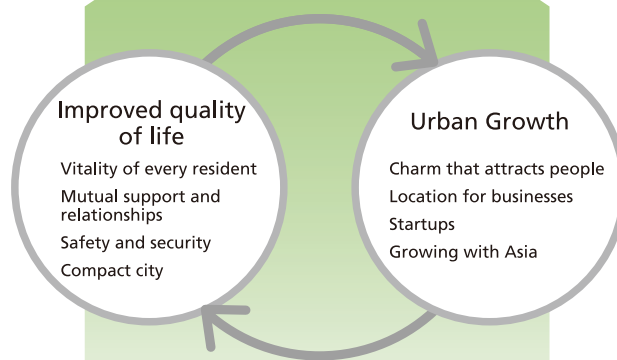 Improved quality
of life
Vitality of every resident
Mutual support and
relationships
Safety and security
Compact city
Urban Growth
Charm that attracts people
Location for businesses
Startups
Growing with Asia